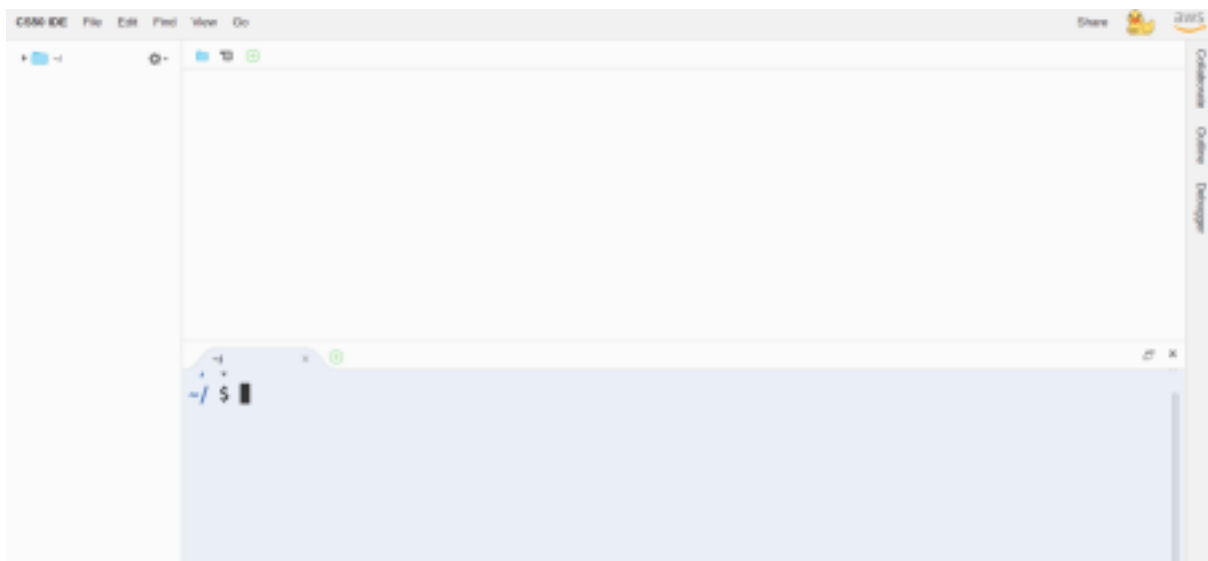 CS50 IDE File Edit Find View Go Share aws
~/
Collaborate
Outline
Debugger
~/ ×
~/ $